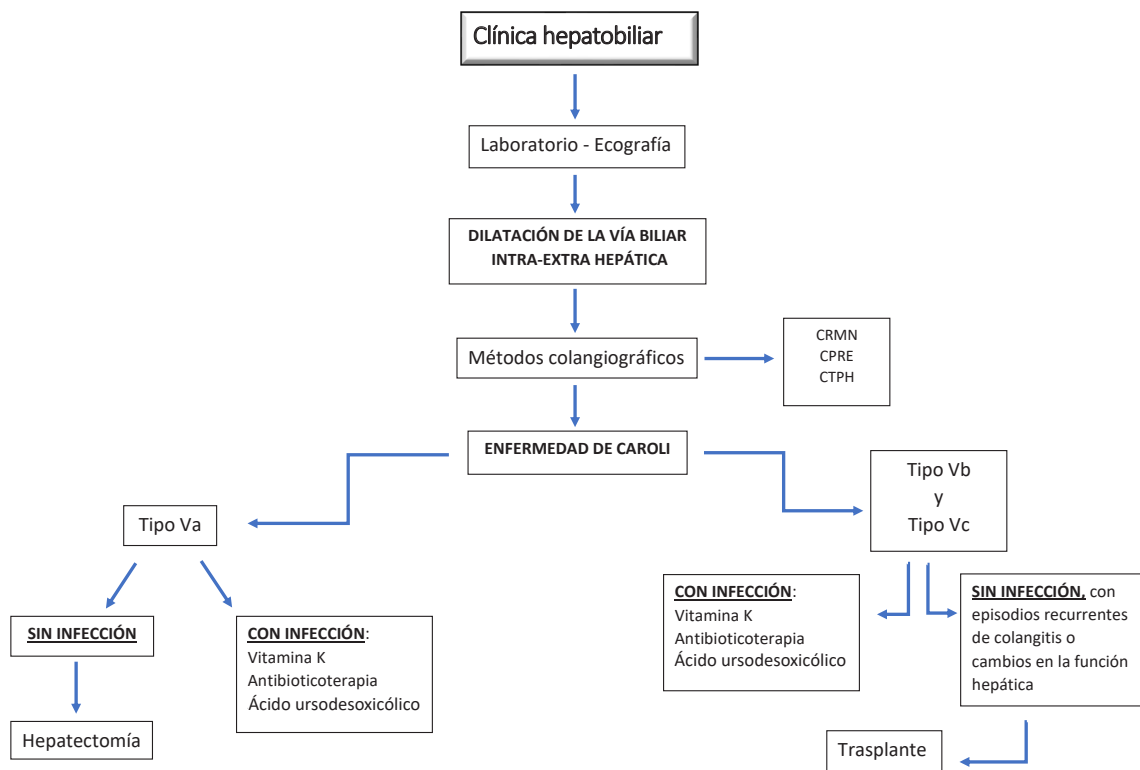 Clínica hepatobiliar
Laboratorio - Ecografía
DILATACIÓN DE LA VÍA BILIAR
INTRA-EXTRA HEPÁTICA
Métodos colangiográficos
CRMN
CPRE
CTPH
ENFERMEDAD DE CAROLI
Tipo Va
Tipo Vb
y
Tipo Vc
SIN INFECCIÓN
CON INFECCIÓN:
Vitamina K
Antibioticoterapia
Ácido ursodesoxicólico
CON INFECCIÓN:
Vitamina K
Antibioticoterapia
Ácido ursodesoxicólico
SIN INFECCIÓN, con
episodios recurrentes
de colangitis o
cambios en la función
hepática
Hepatectomía
Trasplante